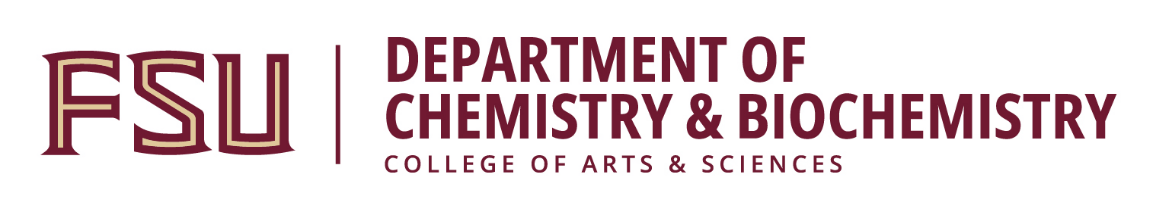 FSU
DEPARTMENT OF
CHEMISTRY & BIOCHEMISTRY
COLLEGE OF ARTS & SCIENCES